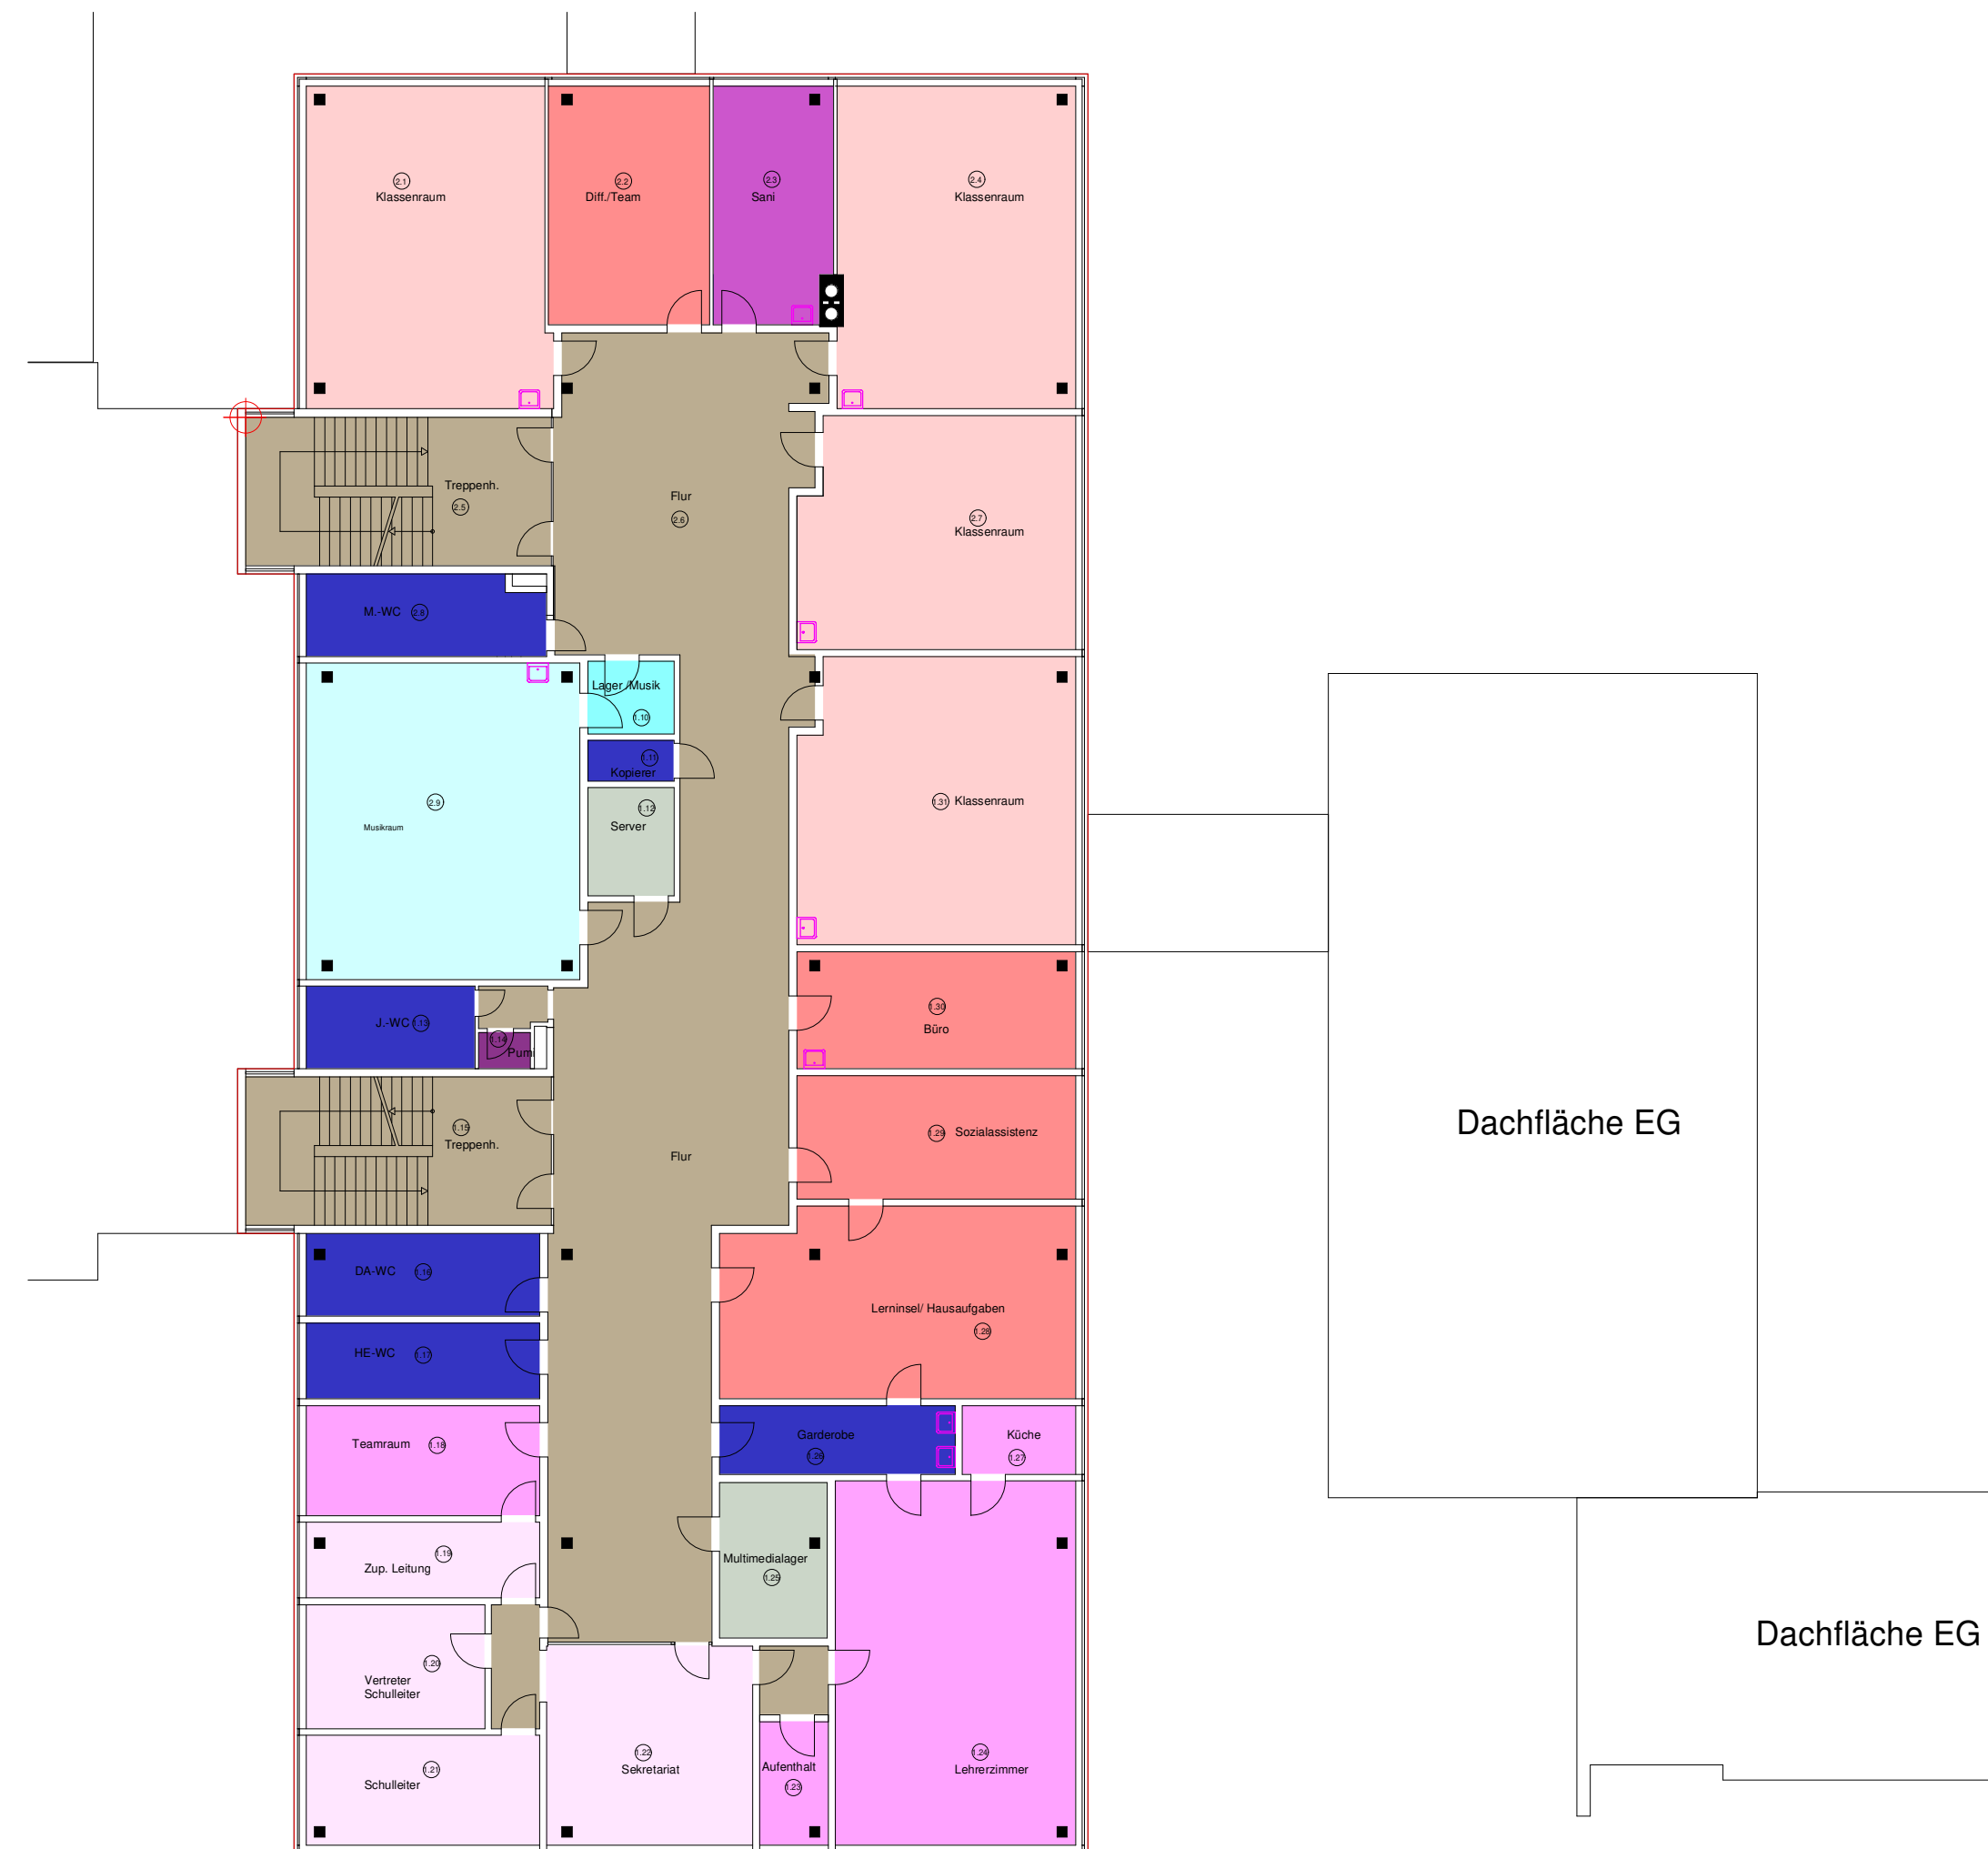 2.1
Klassenraum
2.2
Diff./Team
2.3
Sani
2.4
Klassenraum
Treppenh.
2.5
Flur
2.6
2.7
Klassenraum
M.-WC 2.8
Lager /Musik
1.10
1.11
Kopierer
2.9
Musikraum
1.12
Server
1.31 Klassenraum
J.-WC 1.13
1.14
Pumi
1.30
Büro
1.15
Treppenh.
Flur
1.29 Sozialassistenz
Dachfläche EG
DA-WC 1.16
Lerninsel/ Hausaufgaben
1.28
HE-WC 1.17
Teamraum 1.18
Garderobe
1.26
Küche
1.27
1.19
Zup. Leitung
Multimedialager
1.25
1.20
Vertreter
Schulleiter
Dachfläche EG
1.21
Schulleiter
1.22
Sekretariat
Aufenthalt
1.23
1.24
Lehrerzimmer